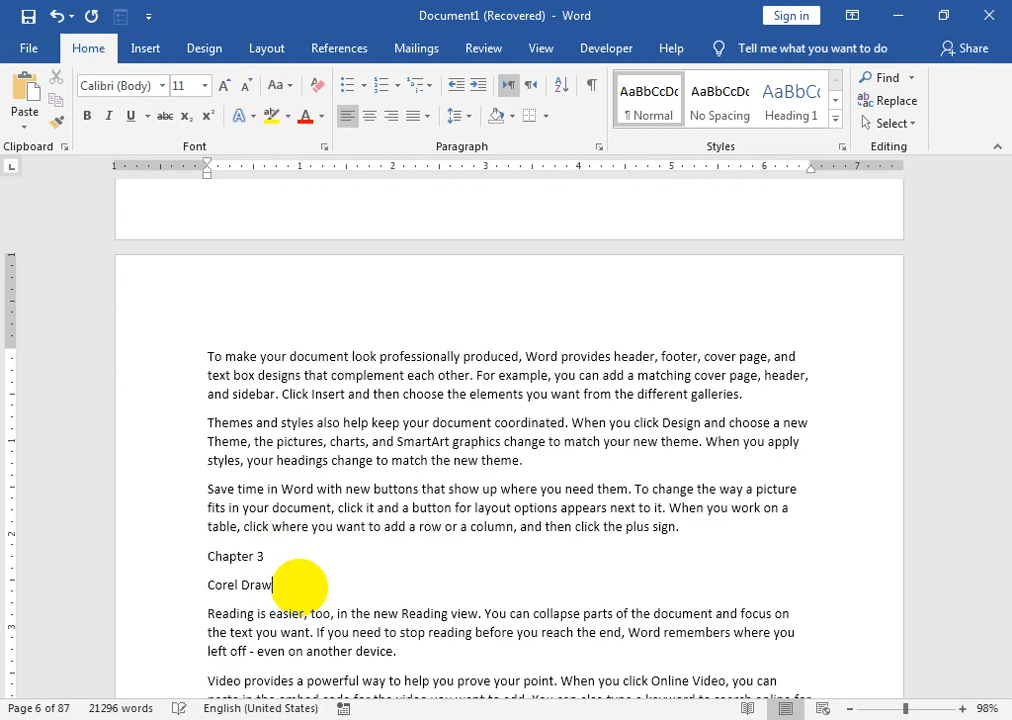 Document1 (Recovered) - Word
Sign in
File Home Insert Design Layout References Mailings Review View Developer Help Tell me what you want to do Share
Paste
Calibri (Body) 11 A A Aa A
Find
Replace
Select
B I U abc X₂ X² A A
AaBbCcDc AaBbCcDc AaBbCc
¶ Normal No Spacing Heading 1
Clipboard Font Paragraph Styles Editing
1 1 2 3 4 5 6 7
To make your document look professionally produced, Word provides header, footer, cover page, and
text box designs that complement each other. For example, you can add a matching cover page, header,
and sidebar. Click Insert and then choose the elements you want from the different galleries.
Themes and styles also help keep your document coordinated. When you click Design and choose a new
Theme, the pictures, charts, and SmartArt graphics change to match your new theme. When you apply
styles, your headings change to match the new theme.
Save time in Word with new buttons that show up where you need them. To change the way a picture
fits in your document, click it and a button for layout options appears next to it. When you work on a
table, click where you want to add a row or a column, and then click the plus sign.
Chapter 3
Corel Draw
Reading is easier, too, in the new Reading view. You can collapse parts of the document and focus on
the text you want. If you need to stop reading before you reach the end, Word remembers where you
left off - even on another device.
Video provides a powerful way to help you prove your point. When you click Online Video, you can
Page 6 of 87 21296 words English (United States) 98%